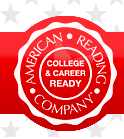 AMERICAN READING
COLLEGE
& CAREER
READY
COMPANY